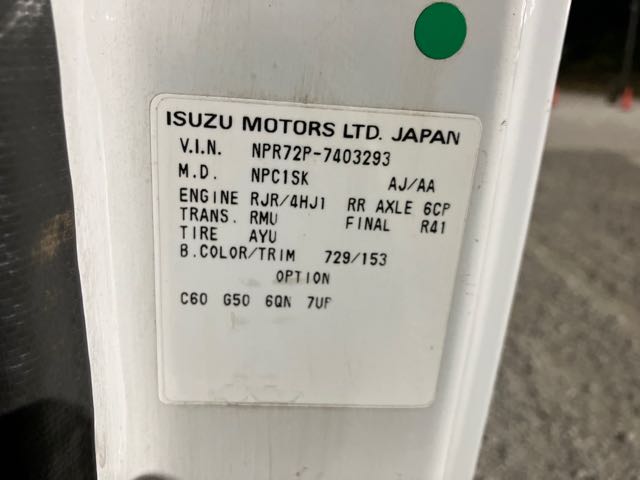 ISUZU MOTORS LTD. JAPAN
V.I.N. NPR72P-7403293
M.D. NPC1SK AJ/AA
ENGINE RJR/4HJ1 RR AXLE 6CP
TRANS. RMU FINAL R41
TIRE AYU
B.COLOR/TRIM 729/153
OPTION
C60 G50 6QN 7UP